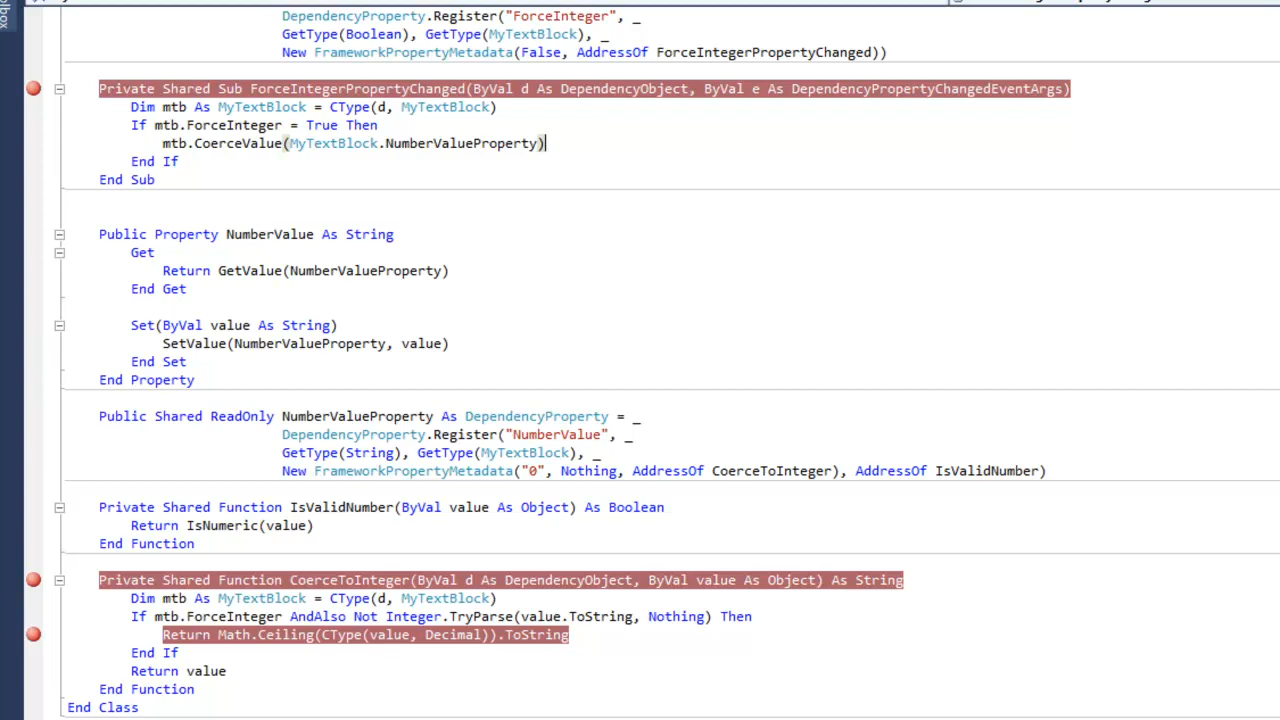 DependencyProperty.Register("ForceInteger", _
GetType(Boolean), GetType(MyTextBlock), _
New FrameworkPropertyMetadata(False, AddressOf ForceIntegerPropertyChanged))
Private Shared Sub ForceIntegerPropertyChanged(ByVal d As DependencyObject, ByVal e As DependencyPropertyChangedEventArgs)
Dim mtb As MyTextBlock = CType(d, MyTextBlock)
If mtb.ForceInteger = True Then
mtb.CoerceValue(MyTextBlock.NumberValueProperty)
End If
End Sub
Public Property NumberValue As String
Get
Return GetValue(NumberValueProperty)
End Get
Set(ByVal value As String)
SetValue(NumberValueProperty, value)
End Set
End Property
Public Shared ReadOnly NumberValueProperty As DependencyProperty = _
DependencyProperty.Register("NumberValue", _
GetType(String), GetType(MyTextBlock), _
New FrameworkPropertyMetadata("0", Nothing, AddressOf CoerceToInteger), AddressOf IsValidNumber)
Private Shared Function IsValidNumber(ByVal value As Object) As Boolean
Return IsNumeric(value)
End Function
Private Shared Function CoerceToInteger(ByVal d As DependencyObject, ByVal value As Object) As String
Dim mtb As MyTextBlock = CType(d, MyTextBlock)
If mtb.ForceInteger AndAlso Not Integer.TryParse(value.ToString, Nothing) Then
Return Math.Ceiling(CType(value, Decimal)).ToString
End If
Return value
End Function
End Class